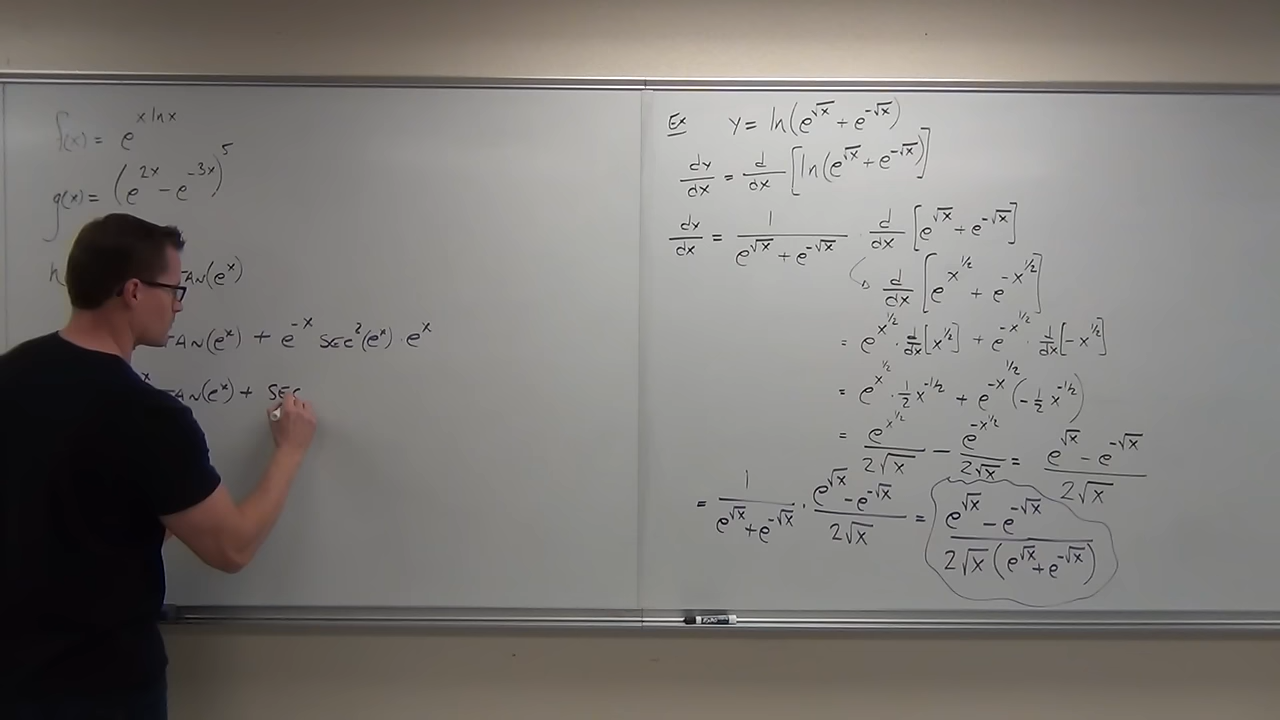 f(x) = e^(x ln x)
g(x) = (e^(2x) - e^(-3x))^5
h TAN(e^x)
TAN(e^x) + e^(-x) SEC²(e^x) · e^x
x TAN(e^x) + SEC
Ex y = ln(e^√x + e^(-√x))
dy/dx = d/dx [ln(e^√x + e^(-√x))]
dy/dx = 1/(e^√x + e^(-√x)) · d/dx [e^√x + e^(-√x)]
d/dx [e^(x^(1/2)) + e^(-x^(1/2))]
= e^(x^(1/2)) · d/dx[x^(1/2)] + e^(-x^(1/2)) · d/dx[-x^(1/2)]
= e^(x^(1/2)) · 1/2 x^(-1/2) + e^(-x^(1/2)) (-1/2 x^(-1/2))
= e^(x^(1/2))/(2√x) - e^(-x^(1/2))/(2√x) = (e^√x - e^(-√x))/(2√x)
= 1/(e^√x + e^(-√x)) · (e^√x - e^(-√x))/(2√x) = (e^√x - e^(-√x))/(2√x (e^√x + e^(-√x)))